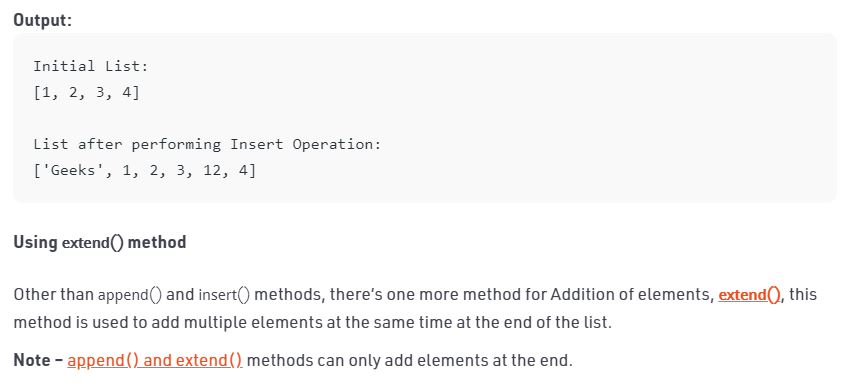 Output:
Initial List:
[1, 2, 3, 4]
List after performing Insert Operation:
['Geeks', 1, 2, 3, 12, 4]
Using extend() method
Other than append() and insert() methods, there's one more method for Addition of elements, extend(), this
method is used to add multiple elements at the same time at the end of the list.
Note – append() and extend() methods can only add elements at the end.